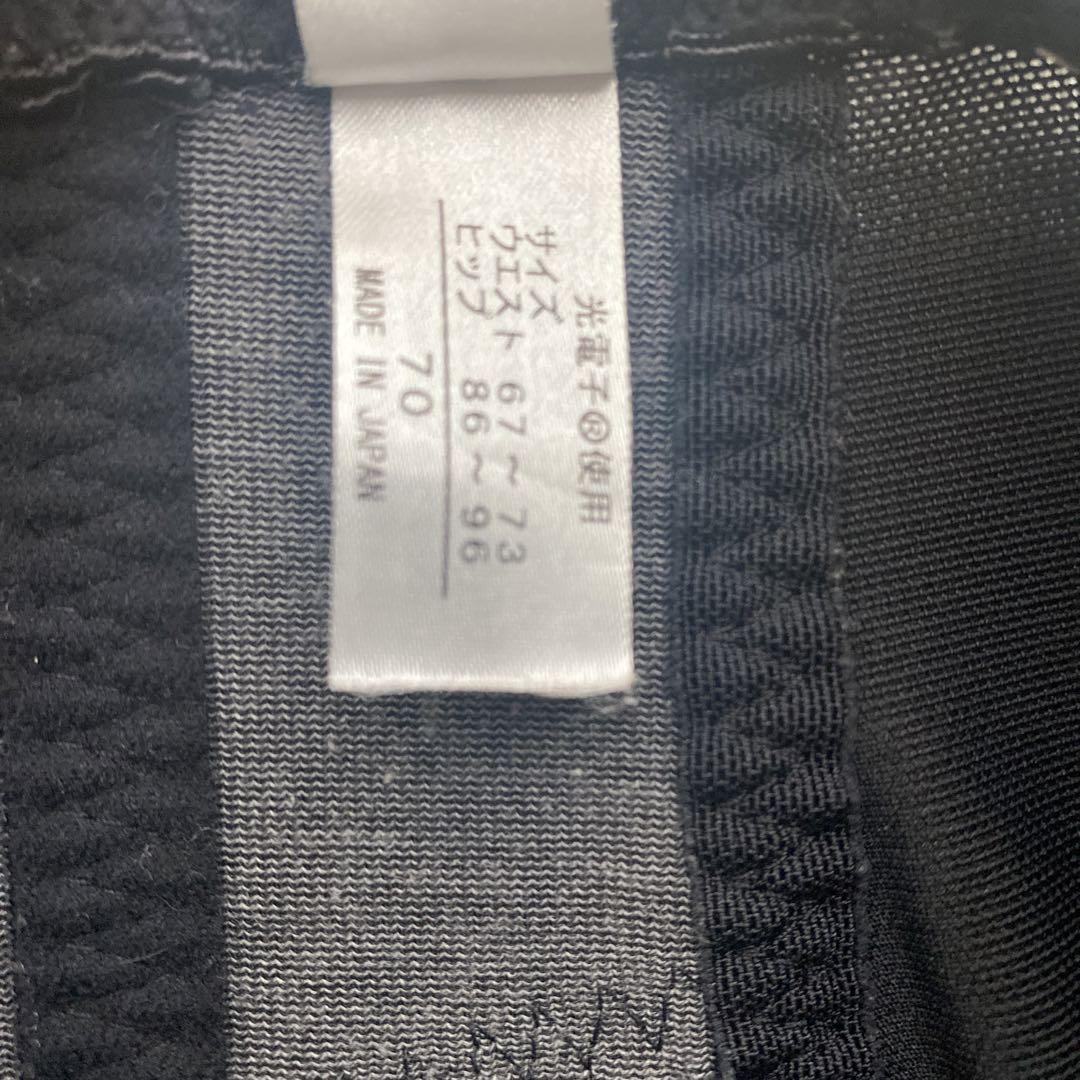 光電子®使用
サイズ
ウエスト 67～73
ヒップ 86～96
70
MADE IN JAPAN